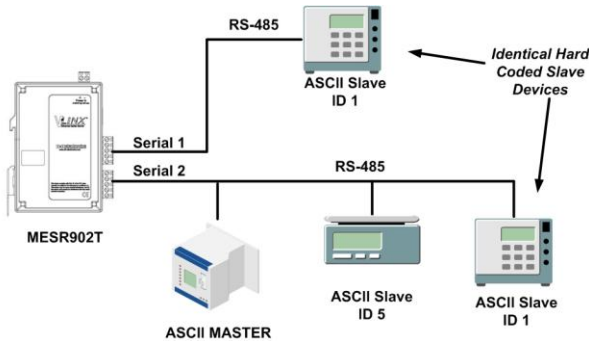 RS-485
ASCII Slave
ID 1
Identical Hard
Coded Slave
Devices
Serial 1
Serial 2
RS-485
MESR902T
ASCII MASTER
ASCII Slave
ID 5
ASCII Slave
ID 1